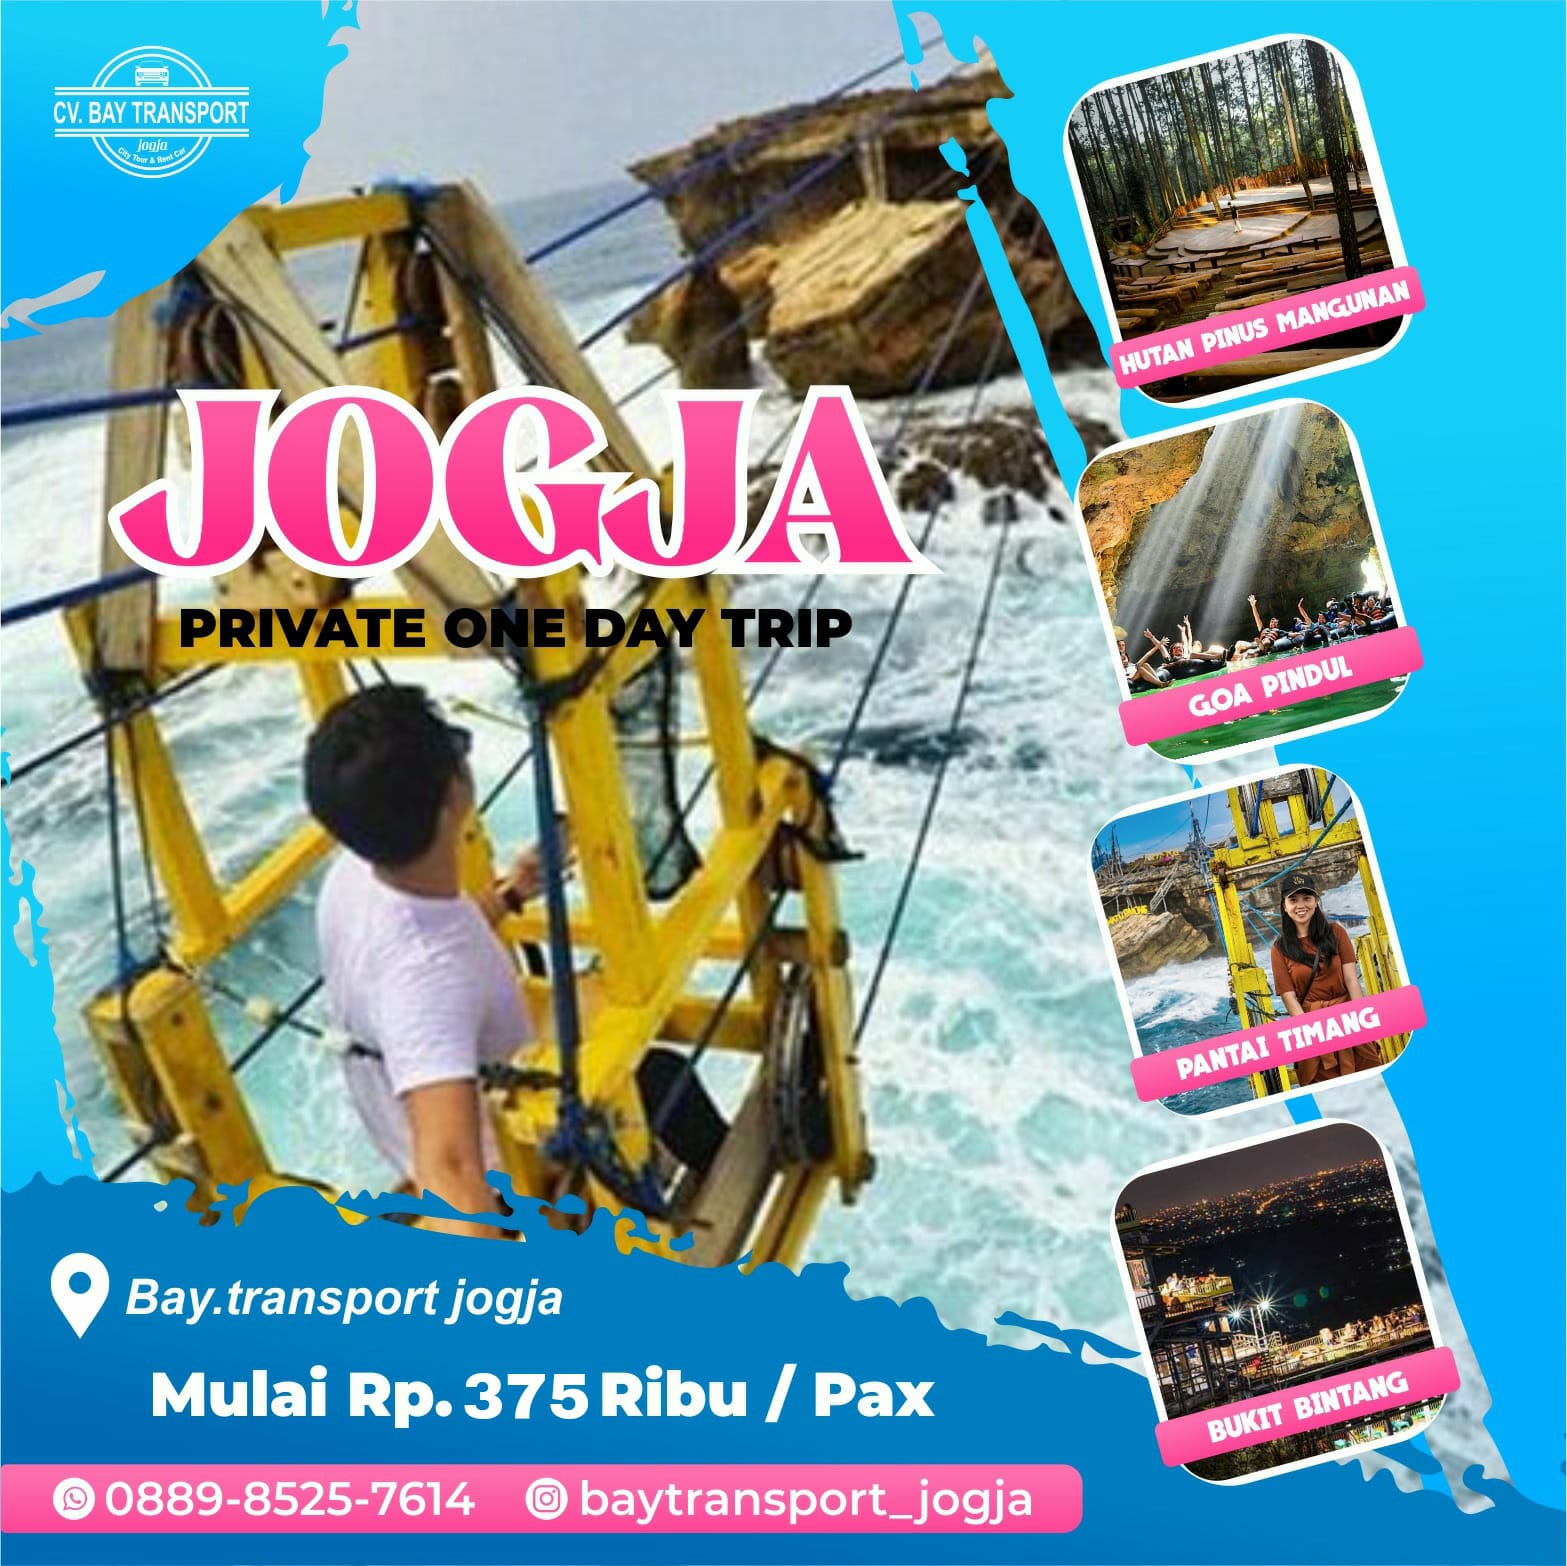 CV. BAY TRANSPORT
jogja
City Tour & Rent Car
JOGJA
PRIVATE ONE DAY TRIP
HUTAN PINUS MANGUNAN
GOA PINDUL
PANTAI TIMANG
BUKIT BINTANG
Bay.transport jogja
Mulai Rp. 375 Ribu / Pax
0889-8525-7614
baytransport_jogja